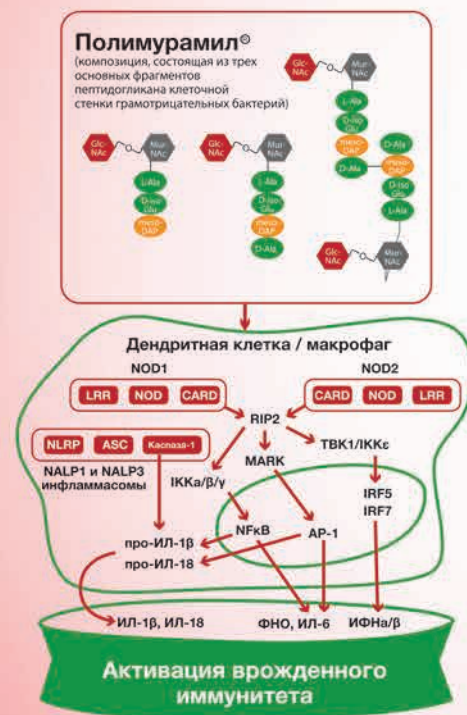 Полимурамил®
(композиция, состоящая из трех
основных фрагментов
пептидогликана клеточной
стенки грамотрицательных бактерий)
Glc-
NAc
O
Mur-
NAc
L-Ala
D-iso
Glu
meso-
DAP
Glc-
NAc
O
Mur-
NAc
L-Ala
D-iso
Glu
meso-
DAP
D-Ala
Glc-
NAc
O
Mur-
NAc
L-Ala
D-iso
Glu
meso-
DAP
D-Ala
D-Ala
meso-
DAP
D-iso
Glu
L-Ala
Glc-
NAc
O
Mur-
NAc
Дендритная клетка / макрофаг
NOD1
NOD2
LRR NOD CARD
CARD NOD LRR
RIP2
NLRP ASC Каспаза-1
TBK1/IKKε
MARK
NALP1 и NALP3
инфламмасомы
IKKa/β/γ
IRF5
IRF7
NFκB
AP-1
про-ИЛ-1β
про-ИЛ-18
ИЛ-1β, ИЛ-18
ФНО, ИЛ-6
ИФНа/β
Активация врожденного
иммунитета